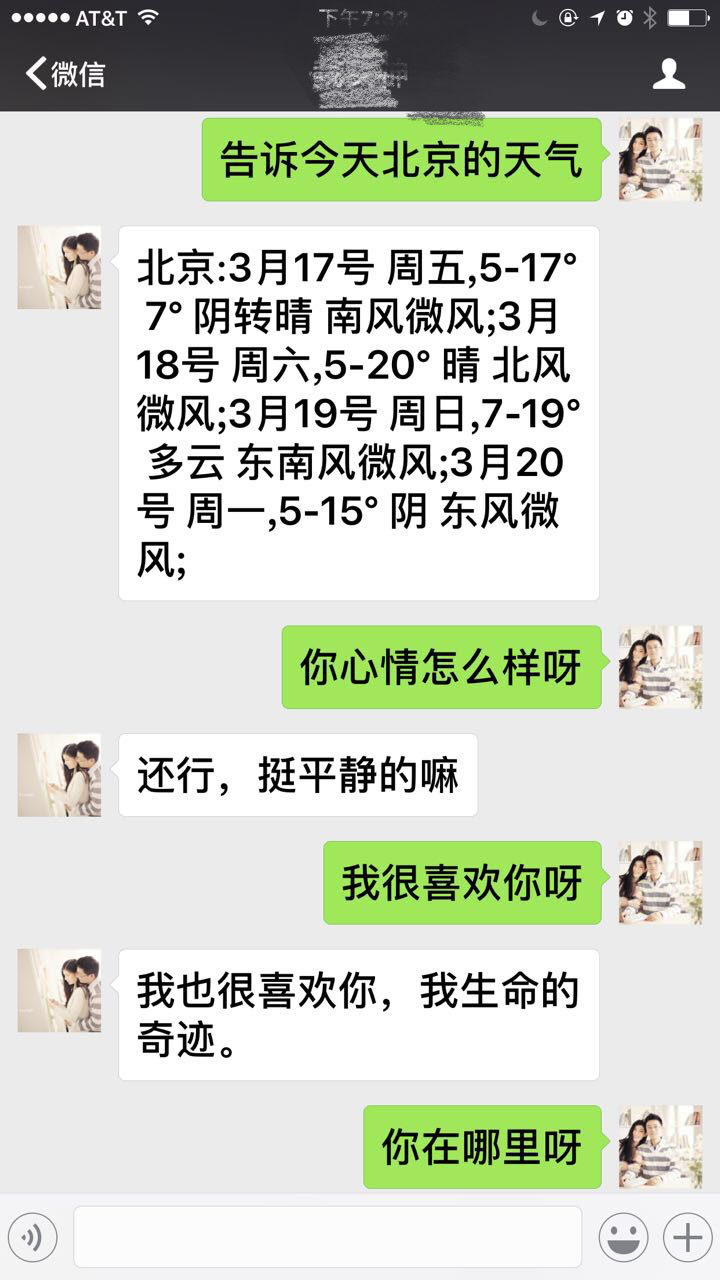 AT&T 下午7:32
微信
告诉今天北京的天气
北京:3月17号 周五,5-17°
7° 阴转晴 南风微风;3月
18号 周六,5-20° 晴 北风
微风;3月19号 周日,7-19°
多云 东南风微风;3月20
号 周一,5-15° 阴 东风微
风;
你心情怎么样呀
还行，挺平静的嘛
我很喜欢你呀
我也很喜欢你，我生命的
奇迹。
你在哪里呀